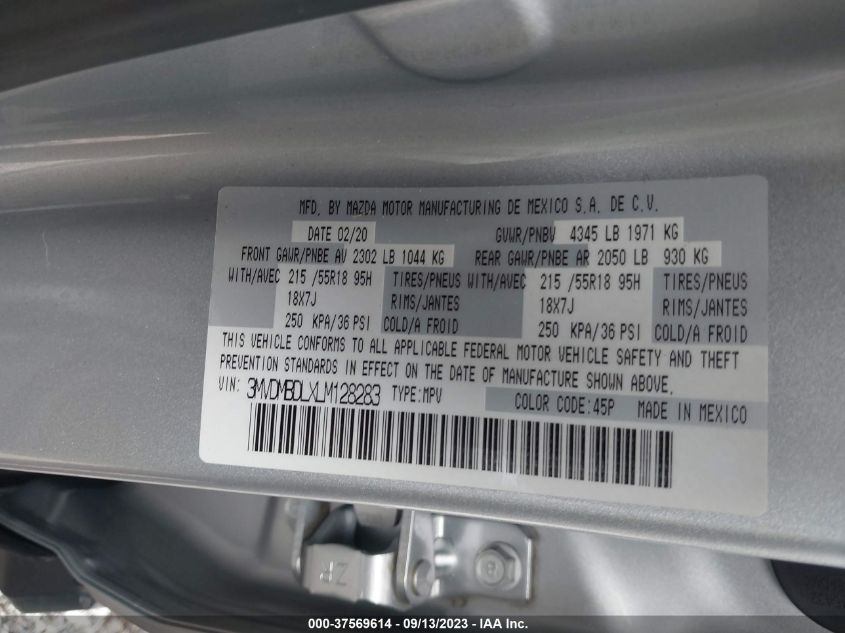 MFD. BY MAZDA MOTOR MANUFACTURING DE MEXICO S.A. DE C.V.
DATE 02/20 GVWR/PNBV 4345 LB 1971 KG
FRONT GAWR/PNBE AV 2302 LB 1044 KG REAR GAWR/PNBE AR 2050 LB 930 KG
WITH/AVEC 215 /55R18 95H TIRES/PNEUS WITH/AVEC 215 /55R18 95H TIRES/PNEUS
18X7J RIMS/JANTES 18X7J RIMS/JANTES
250 KPA/36 PSI COLD/A FROID 250 KPA/36 PSI COLD/A FROID
THIS VEHICLE CONFORMS TO ALL APPLICABLE FEDERAL MOTOR VEHICLE SAFETY AND THEFT
PREVENTION STANDARDS IN EFFECT ON THE DATE OF MANUFACTURE SHOWN ABOVE.
VIN: 3MVDMBDLXLM128283 TYPE:MPV COLOR CODE:45P MADE IN MEXICO
ZP
8
000-37569614 - 09/13/2023 - IAA Inc.